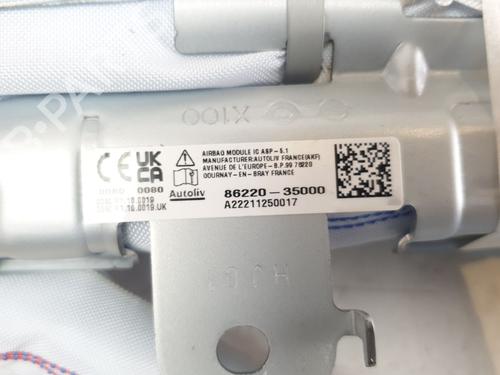 X100
CE UK CA
AIRBAG MODULE IC ASP - 5.1
MANUFACTURER:AUTOLIV FRANCE(AKF)
AVENUE DE L'EUROPE - B.P.99 76220
GOURNAY - EN - BRAY FRANCE
0080 0080
Autoliv
86220 - 35000
A22211250017